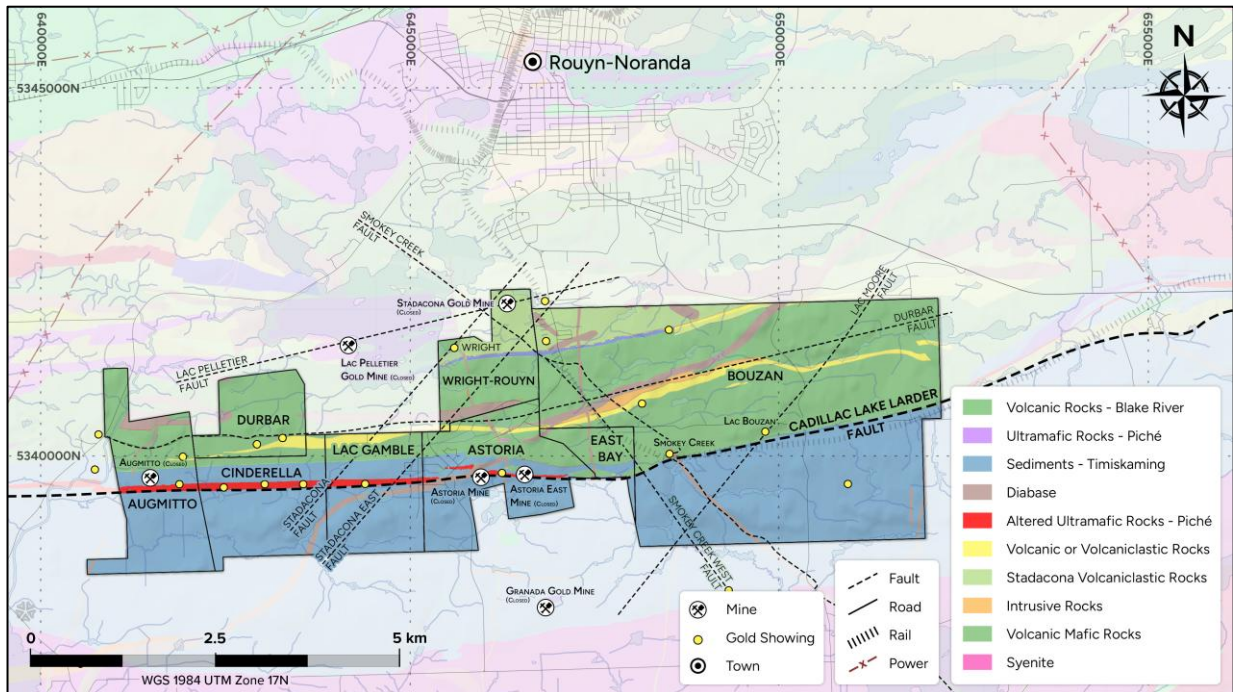 640000E
645000E
650000E
655000E
N
Rouyn-Noranda
5345000N
SMOKEY CREEK
FAULT
LAC MOORE
FAULT
STADACONA GOLD MINE
(CLOSED)
DURBAR
FAULT
WRIGHT
LAC PELLETIER
GOLD MINE (CLOSED)
LAC PELLETIER
FAULT
WRIGHT-ROUYN
BOUZAN
DURBAR
LAC BOUZAN
CADILLAC LAKE LARDER
FAULT
LAC GAMBLE
ASTORIA
EAST
BAY
SMOKEY CREEK
5340000N
AUGMITTO (CLOSED)
CINDERELLA
AUGMITTO
ASTORIA MINE
(CLOSED)
ASTORIA EAST
MINE (CLOSED)
STADACONA
FAULT
STADACONA EAST
FAULT
SMOKEY CREEK WEST
FAULT
GRANADA GOLD MINE
(CLOSED)
0 2.5 5 km
WGS 1984 UTM Zone 17N
Mine
Gold Showing
Town
Fault
Road
Rail
Power
Volcanic Rocks - Blake River
Ultramafic Rocks - Piché
Sediments - Timiskaming
Diabase
Altered Ultramafic Rocks - Piché
Volcanic or Volcaniclastic Rocks
Stadacona Volcaniclastic Rocks
Intrusive Rocks
Volcanic Mafic Rocks
Syenite